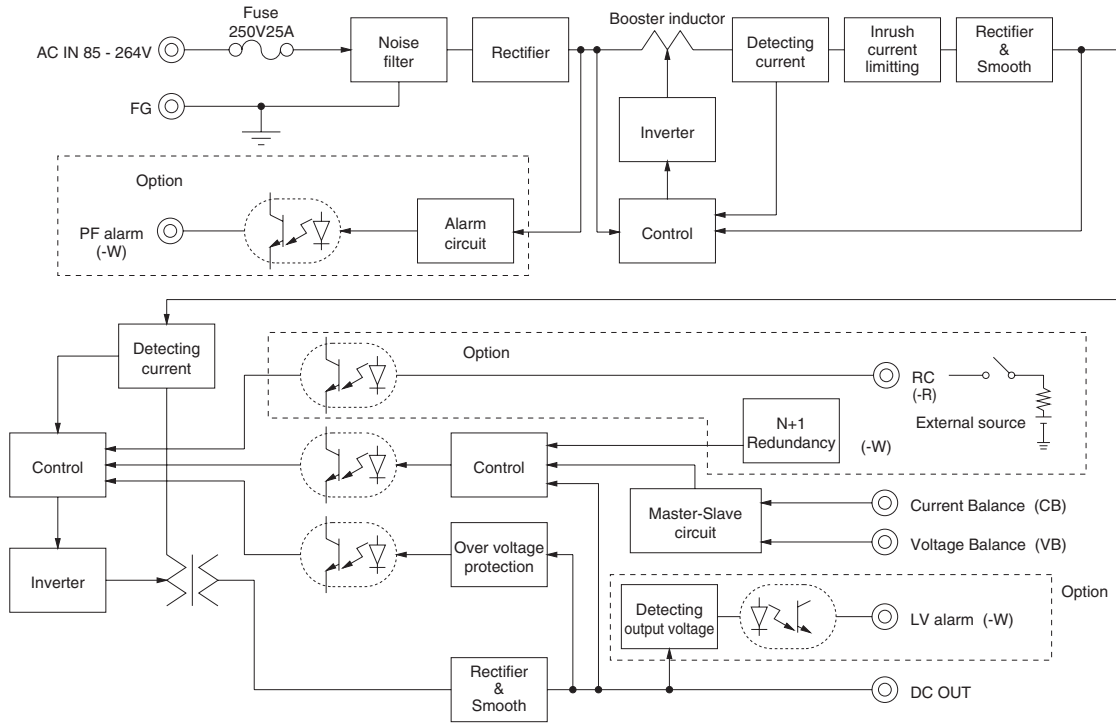 Fuse
250V25A
AC IN 85 - 264V
Noise
filter
Rectifier
Booster inductor
Detecting
current
Inrush
current
limitting
Rectifier
&
Smooth
FG
Inverter
Option
PF alarm
(-W)
Alarm
circuit
Control
Detecting
current
Option
RC
(-R)
External source
N+1
Redundancy
(-W)
Control
Control
Master-Slave
circuit
Current Balance (CB)
Voltage Balance (VB)
Inverter
Over voltage
protection
Option
Detecting
output voltage
LV alarm (-W)
Rectifier
&
Smooth
DC OUT